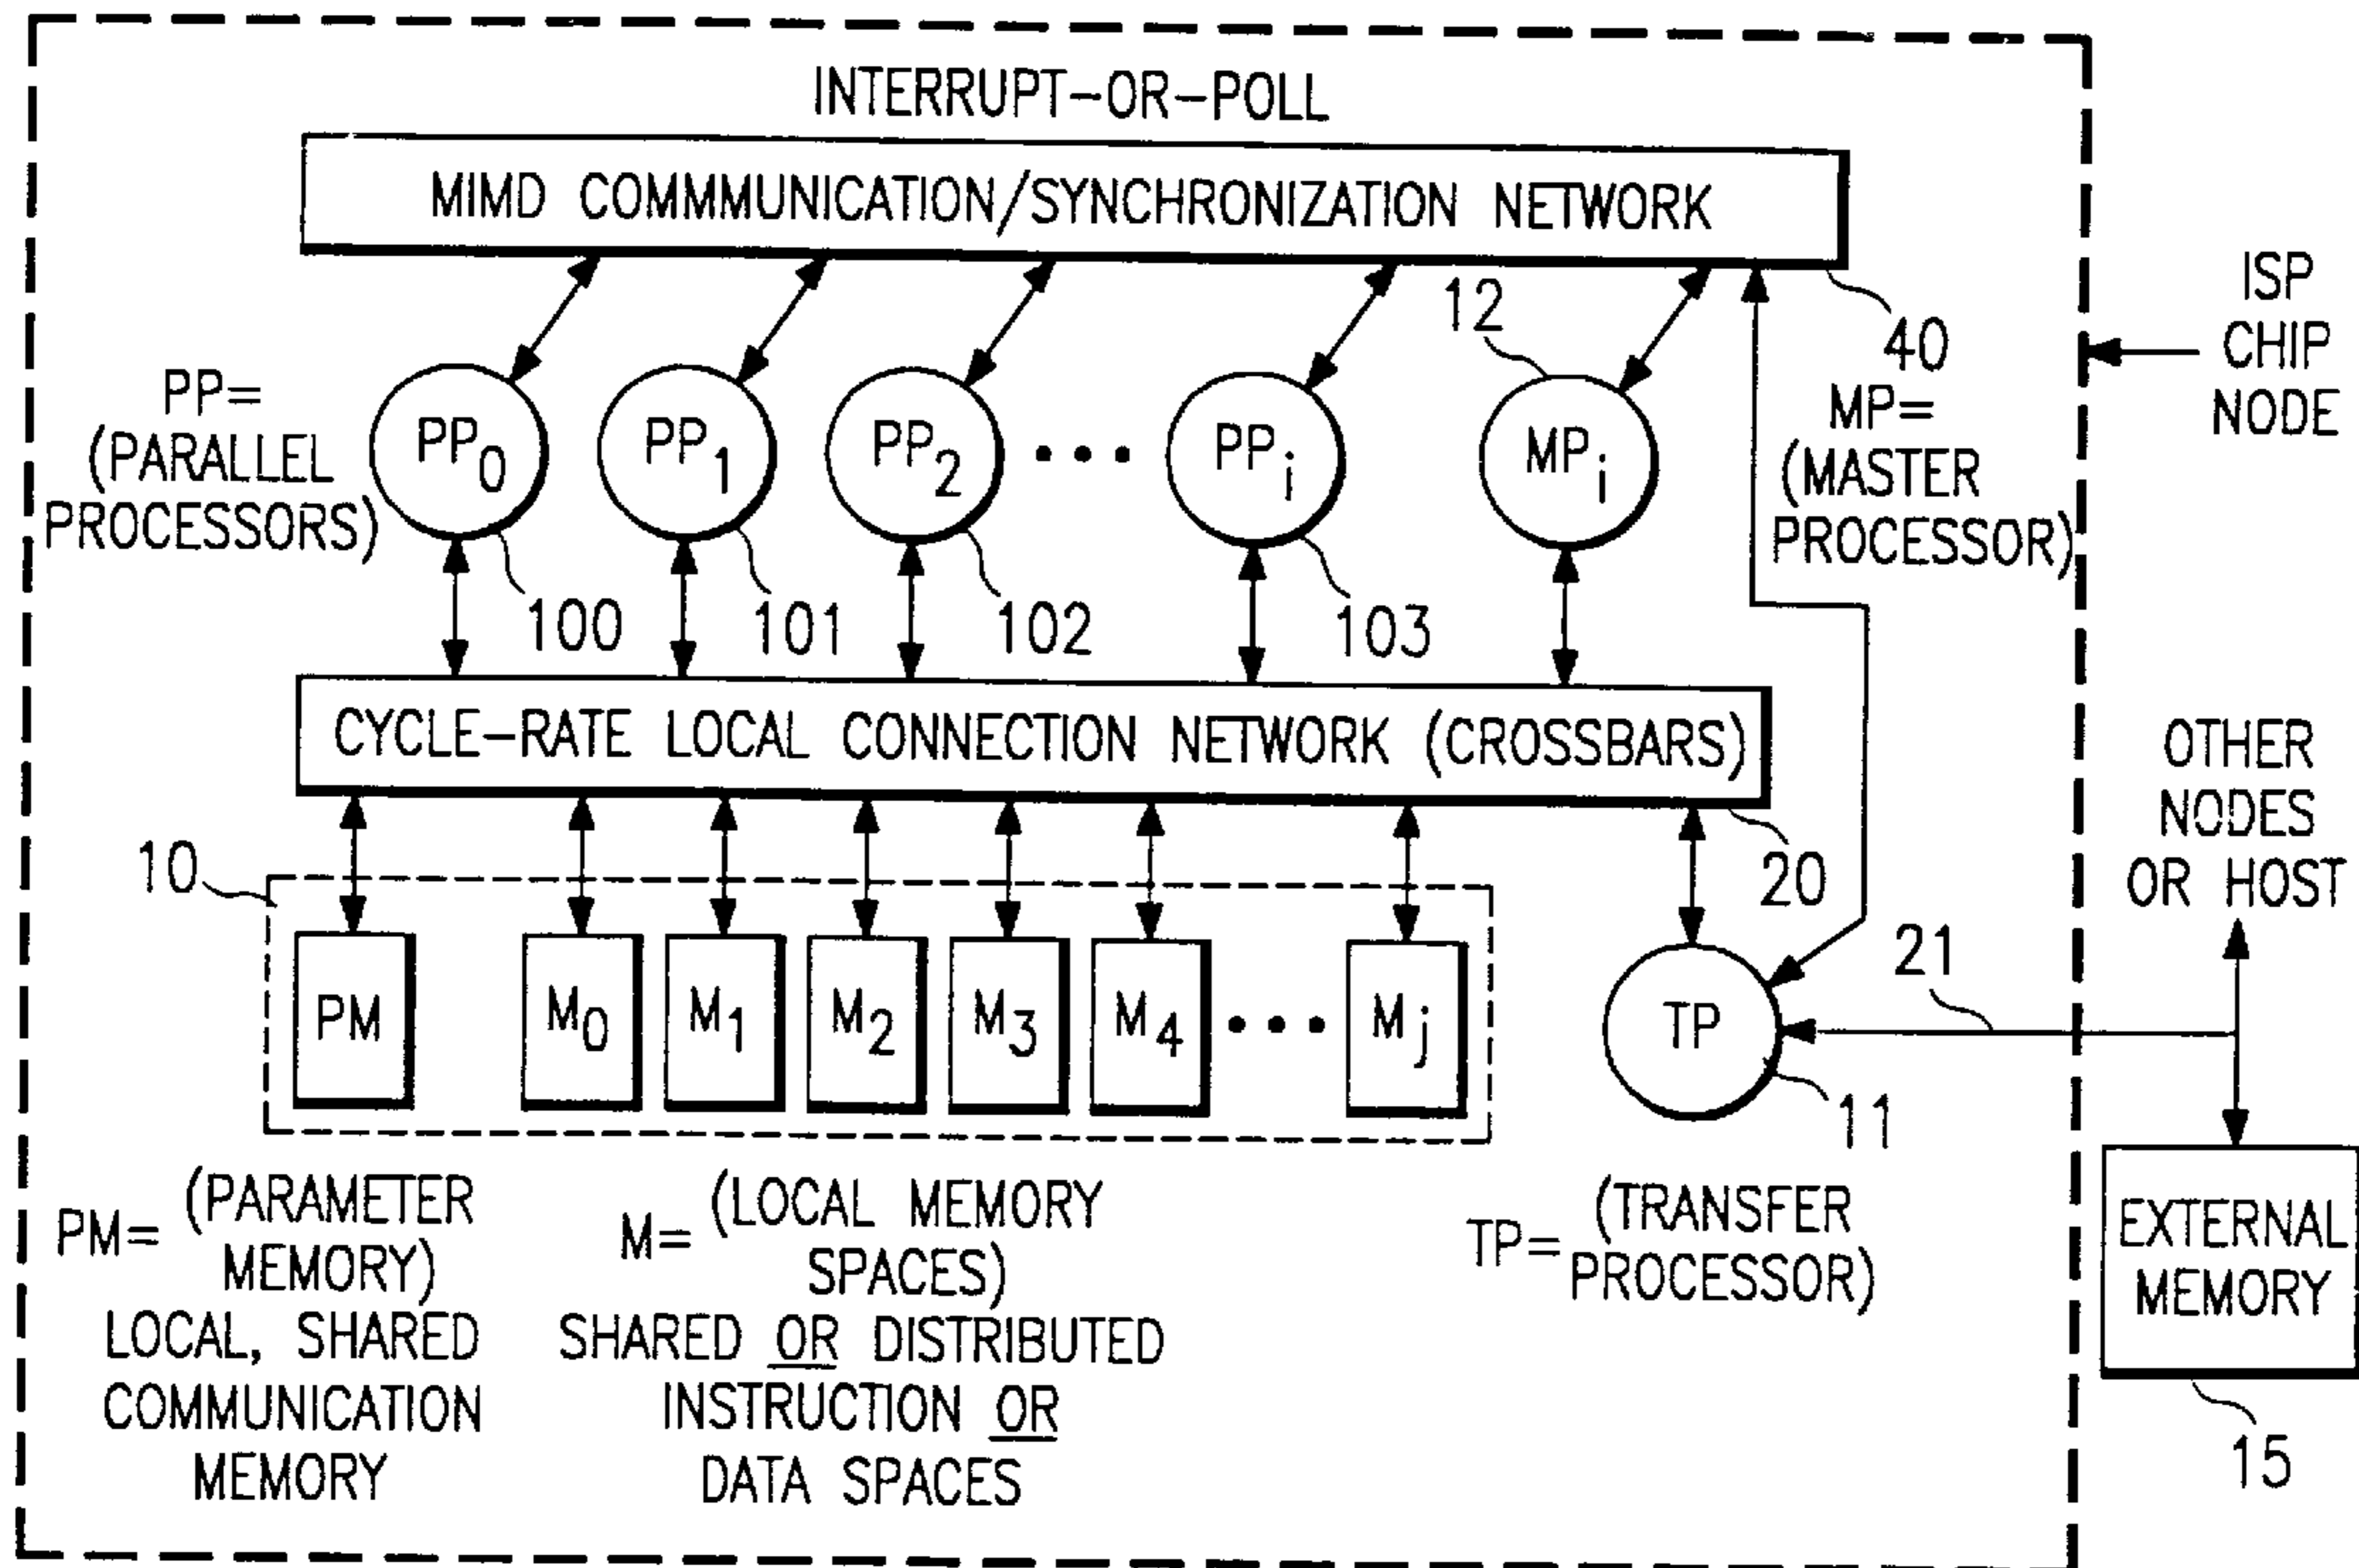 INTERRUPT-OR-POLL
MIMD COMMMUNICATION/SYNCHRONIZATION NETWORK
40
ISP
CHIP
NODE
12
PP=
(PARALLEL
PROCESSORS)
PP0
PP1
PP2
PPi
MPi
MP=
(MASTER
PROCESSOR)
100
101
102
103
CYCLE-RATE LOCAL CONNECTION NETWORK (CROSSBARS)
20
OTHER
NODES
OR HOST
10
PM
M0
M1
M2
M3
M4
Mj
TP
21
11
PM= (PARAMETER
MEMORY)
LOCAL, SHARED
COMMUNICATION
MEMORY
M= (LOCAL MEMORY
SPACES)
SHARED OR DISTRIBUTED
INSTRUCTION OR
DATA SPACES
TP= (TRANSFER
PROCESSOR)
EXTERNAL
MEMORY
15